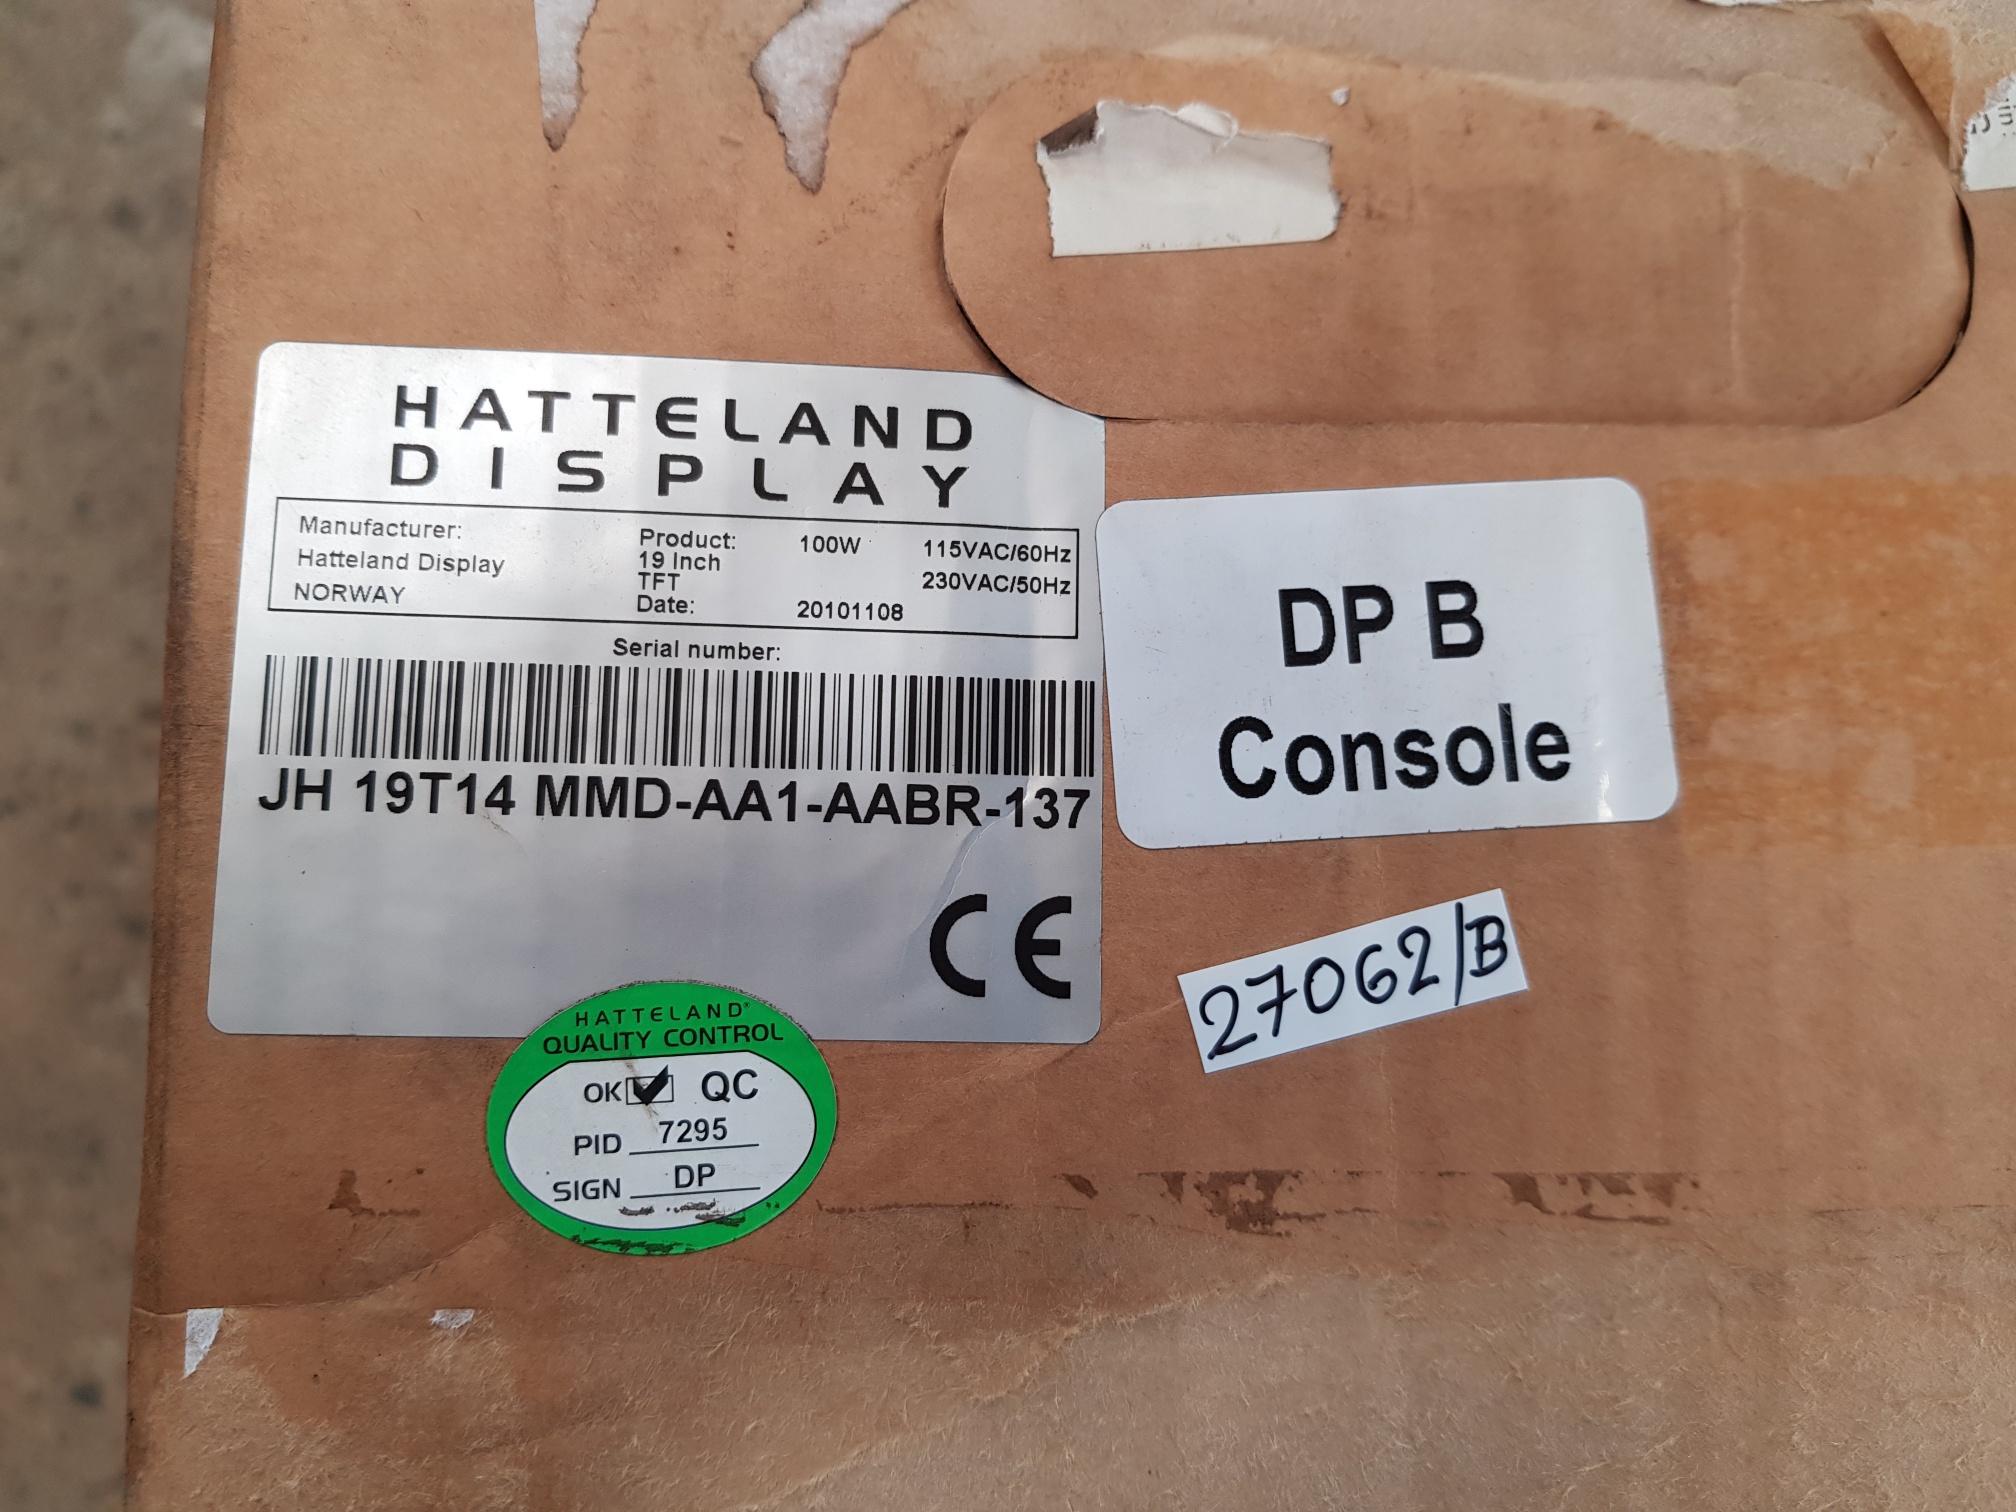 HATTELAND
DISPLAY
Manufacturer:
Hatteland Display
NORWAY
Product: 100W 115VAC/60Hz
19 Inch
TFT 230VAC/50Hz
Date: 20101108
Serial number:
JH 19T14 MMD-AA1-AABR-137
CE
DP B
Console
27062/B
HATTELAND®
QUALITY CONTROL
OK QC
PID 7295
SIGN DP